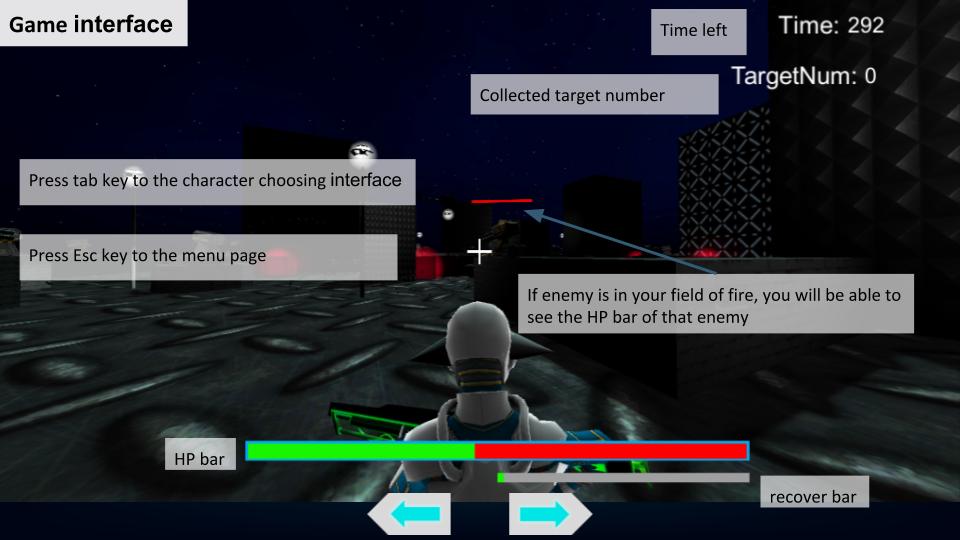 Game interface
Time left
Time: 292
TargetNum: 0
Collected target number
Press tab key to the character choosing interface
Press Esc key to the menu page
If enemy is in your field of fire, you will be able to
see the HP bar of that enemy
HP bar
recover bar